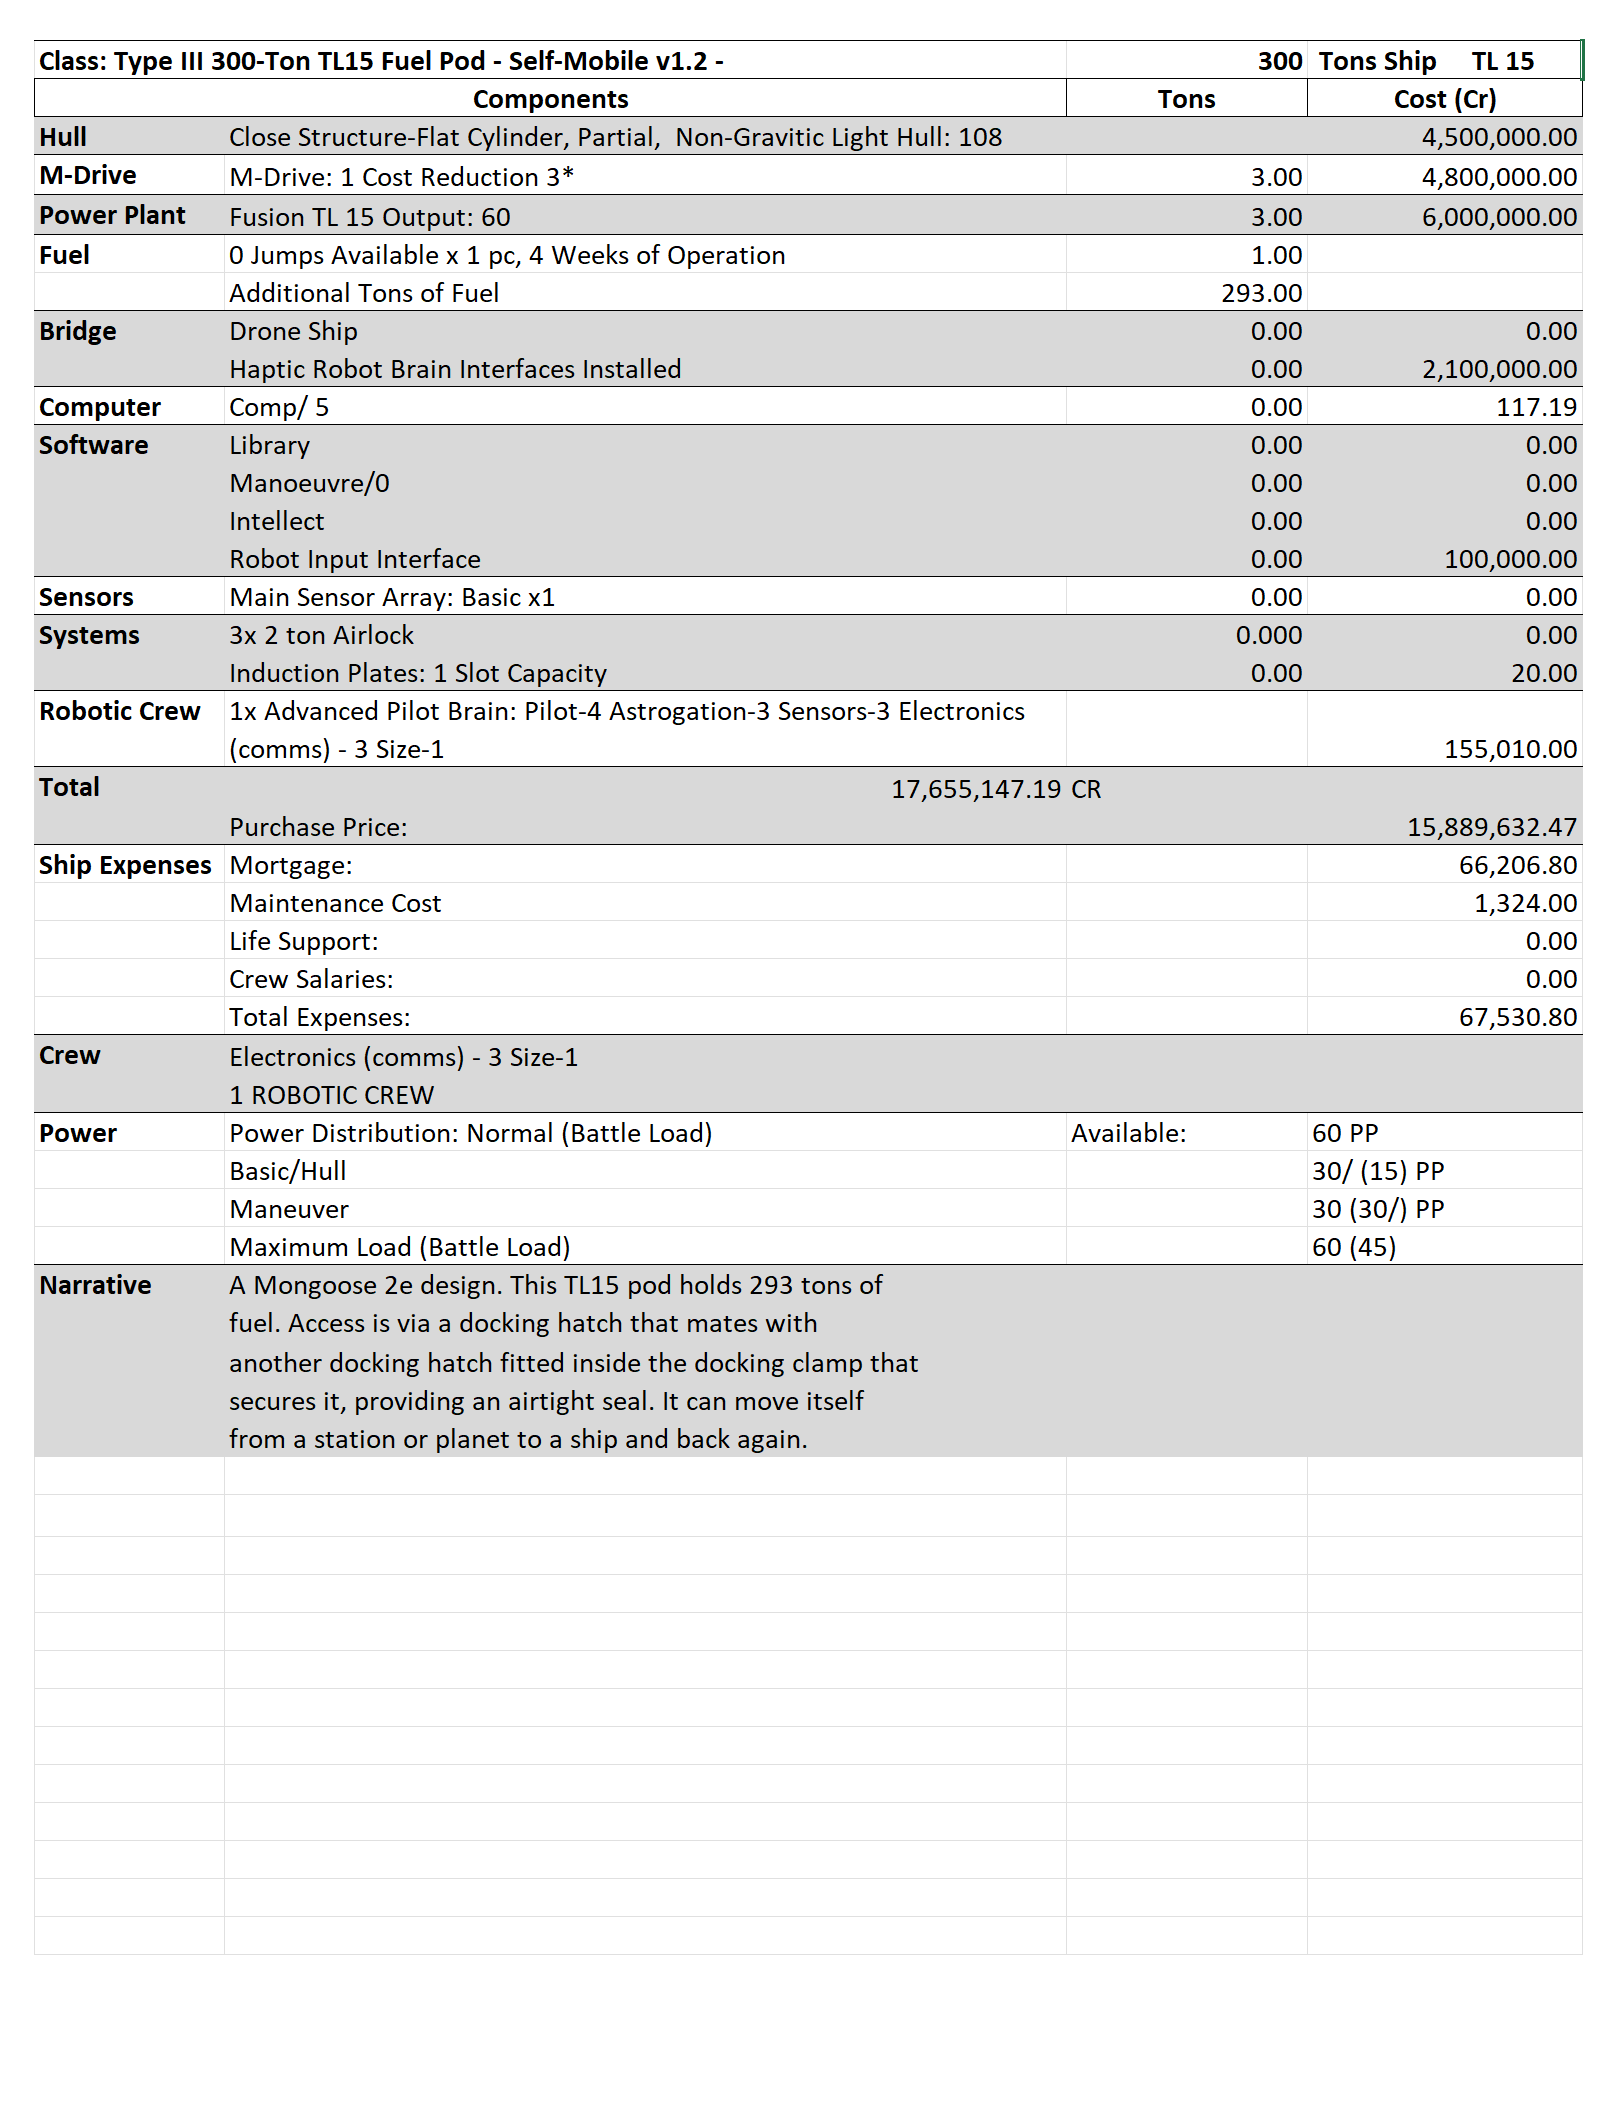 Class: Type III 300-Ton TL15 Fuel Pod - Self-Mobile v1.2 - 300 Tons Ship TL 15
Components Tons Cost (Cr)
Hull Close Structure-Flat Cylinder, Partial, Non-Gravitic Light Hull: 108 4,500,000.00
M-Drive M-Drive: 1 Cost Reduction 3* 3.00 4,800,000.00
Power Plant Fusion TL 15 Output: 60 3.00 6,000,000.00
Fuel 0 Jumps Available x 1 pc, 4 Weeks of Operation 1.00
Additional Tons of Fuel 293.00
Bridge Drone Ship 0.00 0.00
Haptic Robot Brain Interfaces Installed 0.00 2,100,000.00
Computer Comp/ 5 0.00 117.19
Software Library 0.00 0.00
Manoeuvre/0 0.00 0.00
Intellect 0.00 0.00
Robot Input Interface 0.00 100,000.00
Sensors Main Sensor Array: Basic x1 0.00 0.00
Systems 3x 2 ton Airlock 0.000 0.00
Induction Plates: 1 Slot Capacity 0.00 20.00
Robotic Crew 1x Advanced Pilot Brain: Pilot-4 Astrogation-3 Sensors-3 Electronics
(comms) - 3 Size-1 155,010.00
Total 17,655,147.19 CR
Purchase Price: 15,889,632.47
Ship Expenses Mortgage: 66,206.80
Maintenance Cost 1,324.00
Life Support: 0.00
Crew Salaries: 0.00
Total Expenses: 67,530.80
Crew Electronics (comms) - 3 Size-1
1 ROBOTIC CREW
Power Power Distribution: Normal (Battle Load) Available: 60 PP
Basic/Hull 30/ (15) PP
Maneuver 30 (30/) PP
Maximum Load (Battle Load) 60 (45)
Narrative A Mongoose 2e design. This TL15 pod holds 293 tons of
fuel. Access is via a docking hatch that mates with
another docking hatch fitted inside the docking clamp that
secures it, providing an airtight seal. It can move itself
from a station or planet to a ship and back again.